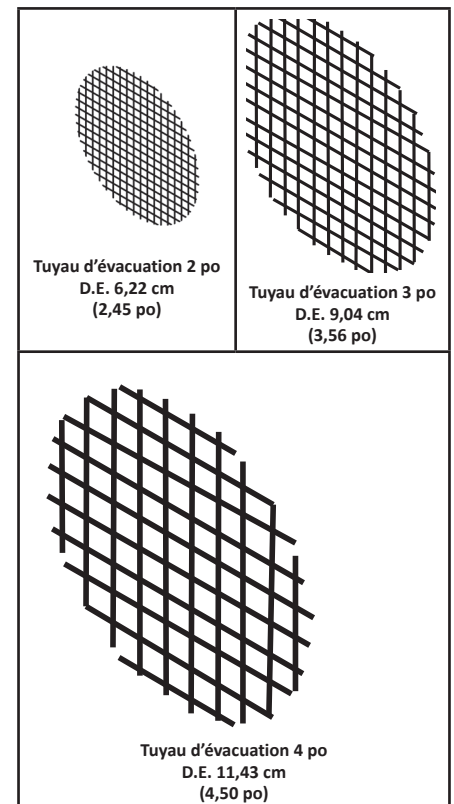 Tuyau d’évacuation 2 po
D.E. 6,22 cm
(2,45 po)
Tuyau d’évacuation 3 po
D.E. 9,04 cm
(3,56 po)
Tuyau d’évacuation 4 po
D.E. 11,43 cm
(4,50 po)